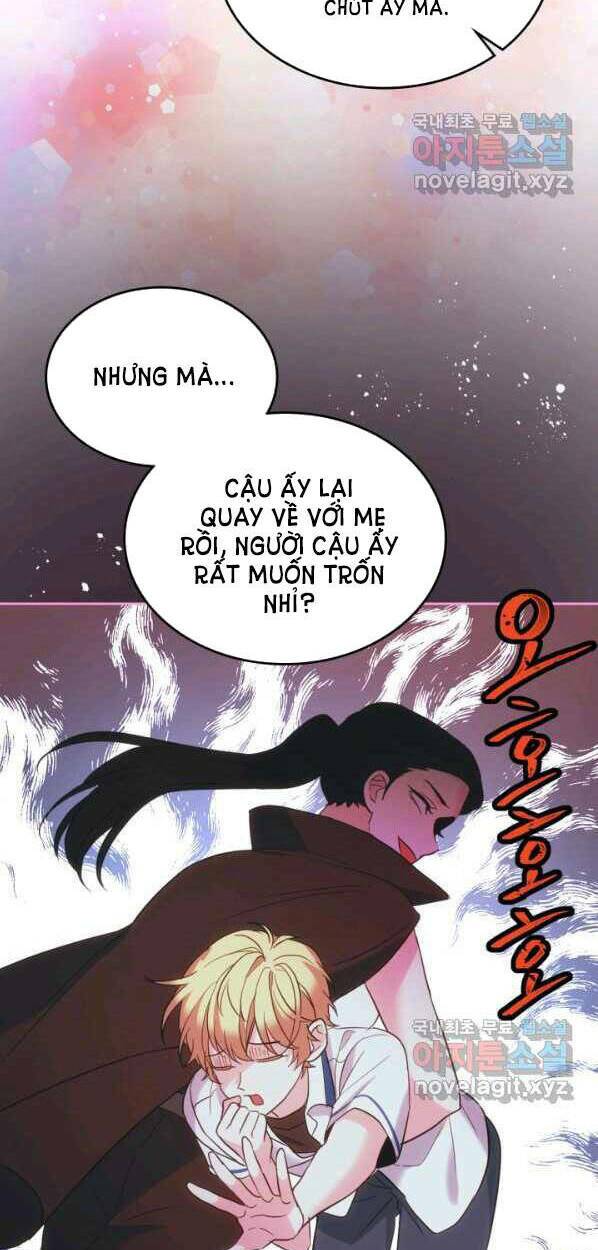 CHÚT ẤY MÀ.
국내최초 무료 웹소설
아지툰소설
novelagit.xyz
NHƯNG MÀ...
CẬU ẤY LẠI
QUAY VỀ VỚI MẸ
RỒI, NGƯỜI CẬU ẤY
RẤT MUỐN TRỐN
NHỈ?
오호호호호
국내최초 무료 웹소설
아지툰소설
novelagit.xyz